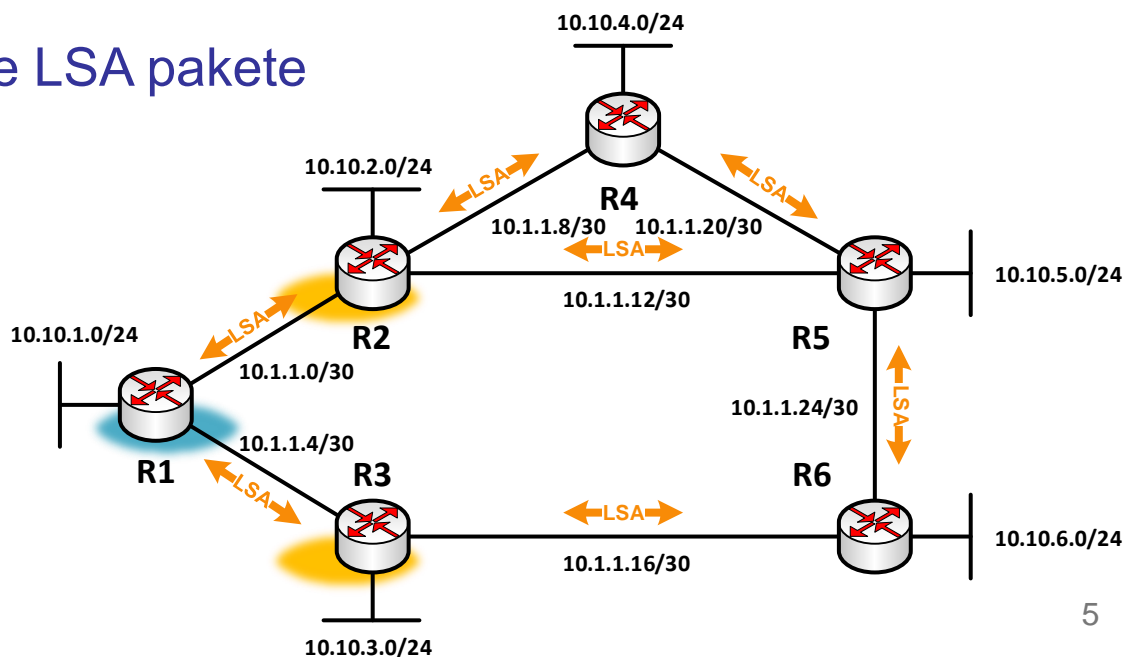 10.10.4.0/24
e LSA pakete
R4
LSA
LSA
10.10.2.0/24
10.1.1.8/30
10.1.1.20/30
LSA
10.10.5.0/24
10.1.1.12/30
R2
R5
LSA
10.10.1.0/24
10.1.1.0/30
LSA
10.1.1.24/30
10.1.1.4/30
R1
R3
R6
LSA
LSA
10.10.6.0/24
10.1.1.16/30
5
10.10.3.0/24